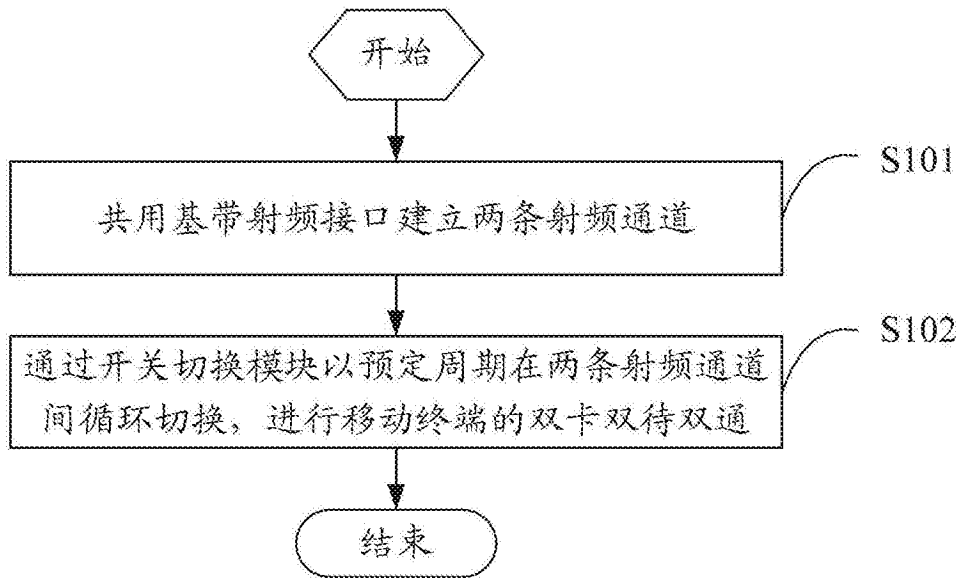 开始
S101
共用基带射频接口建立两条射频通道
S102
通过开关切换模块以预定周期在两条射频通道
间循环切换，进行移动终端的双卡双待双通
结束